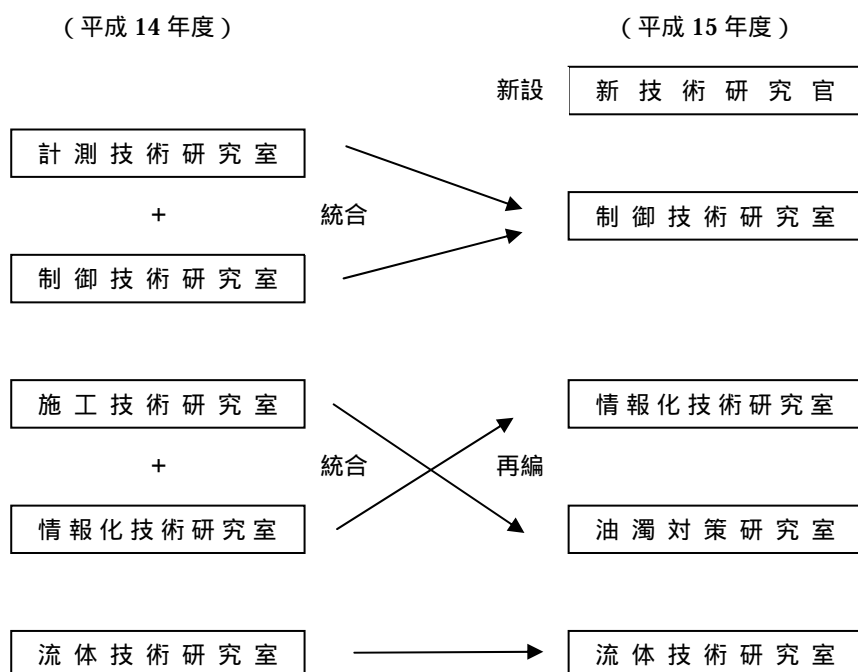 （平成 14 年度） （平成 15 年度）
新設 新技術研究官
計測技術研究室
+ 統合 制御技術研究室
制御技術研究室
施工技術研究室 情報化技術研究室
+ 統合 再編
情報化技術研究室 油濁対策研究室
流体技術研究室 流体技術研究室